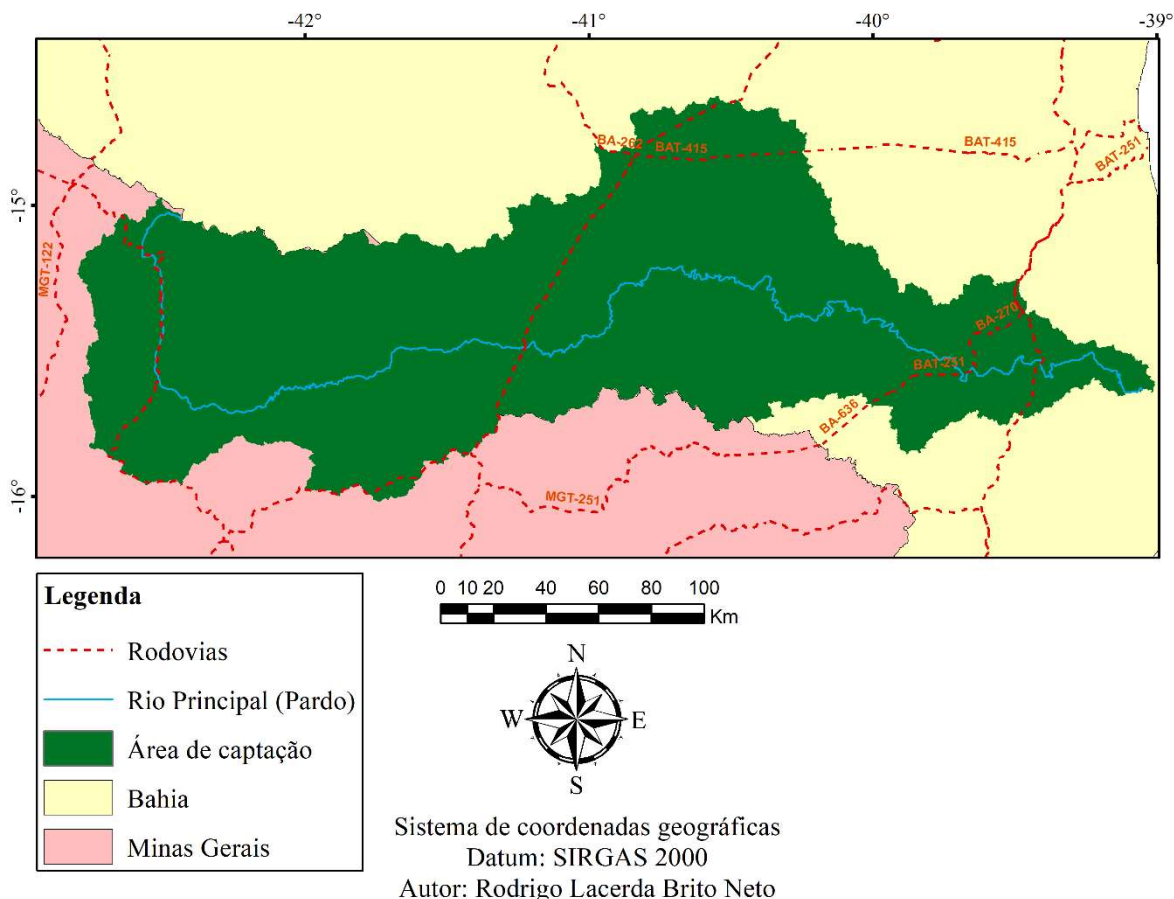 -42°
-41°
-40°
-39°
-15°
-16°
BA-262
BAT-415
BAT-415
BAT-251
MGT-122
BA-270
BAT-251
BA-636
MGT-251
Legenda
Rodovias
Rio Principal (Pardo)
Área de captação
Bahia
Minas Gerais
0 10 20 40 60 80 100
Km
N
W
E
S
Sistema de coordenadas geográficas
Datum: SIRGAS 2000
Autor: Rodrigo Lacerda Brito Neto